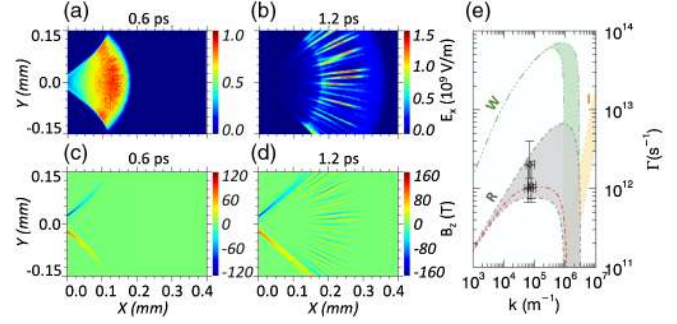 (a) 0.6 ps (b) 1.2 ps (e)
Y (mm)
0.15
0.0
-0.15
1.0
0.5
0.0
1.5
1.0
0.5
0.0
E_x (10^9 V/m)
(c) 0.6 ps (d) 1.2 ps
Y (mm)
0.15
0.0
-0.15
120
60
0
-60
-120
160
80
0
-80
-160
B_z (T)
0.0 0.1 0.2 0.3 0.4
X (mm)
0.0 0.1 0.2 0.3 0.4
X (mm)
W
R
10^14
10^13
10^12
10^11
Γ(s^-1)
10^3 10^4 10^5 10^6 10^7
k (m^-1)